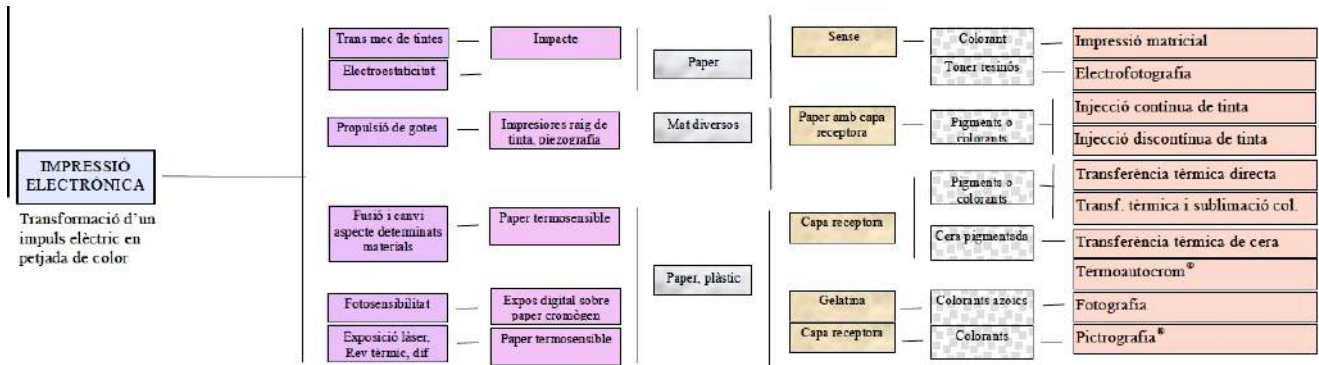 IMPRESSIÓ
ELECTRÒNICA
Transformació d'un
impuls elèctric en
petjada de color
Trans mec de tintes
Electroestaticitat
Propulsió de gotes
Fusió i canvi
aspecte determinats
materials
Fotosensibilitat
Exposició làser,
Rev tèrmic, dif
Impacte
Impresiores raig de
tinta, piezografia
Paper termosensible
Expos digital sobre
paper cromògen
Paper termosensible
Paper
Mat diversos
Paper, plàstic
Sense
Paper amb capa
receptora
Capa receptora
Gelatina
Capa receptora
Colorant
Toner resinós
Pigments o
colorants
Pigments o
colorants
Cera pigmentada
Colorants azoics
Colorants
Impressió matricial
Electrofotografia
Injecció contínua de tinta
Injecció discontínua de tinta
Transferència tèrmica directa
Transf. tèrmica i sublimació col.
Transferència tèrmica de cera
Termoautocrom®
Fotografia
Pictrografia®